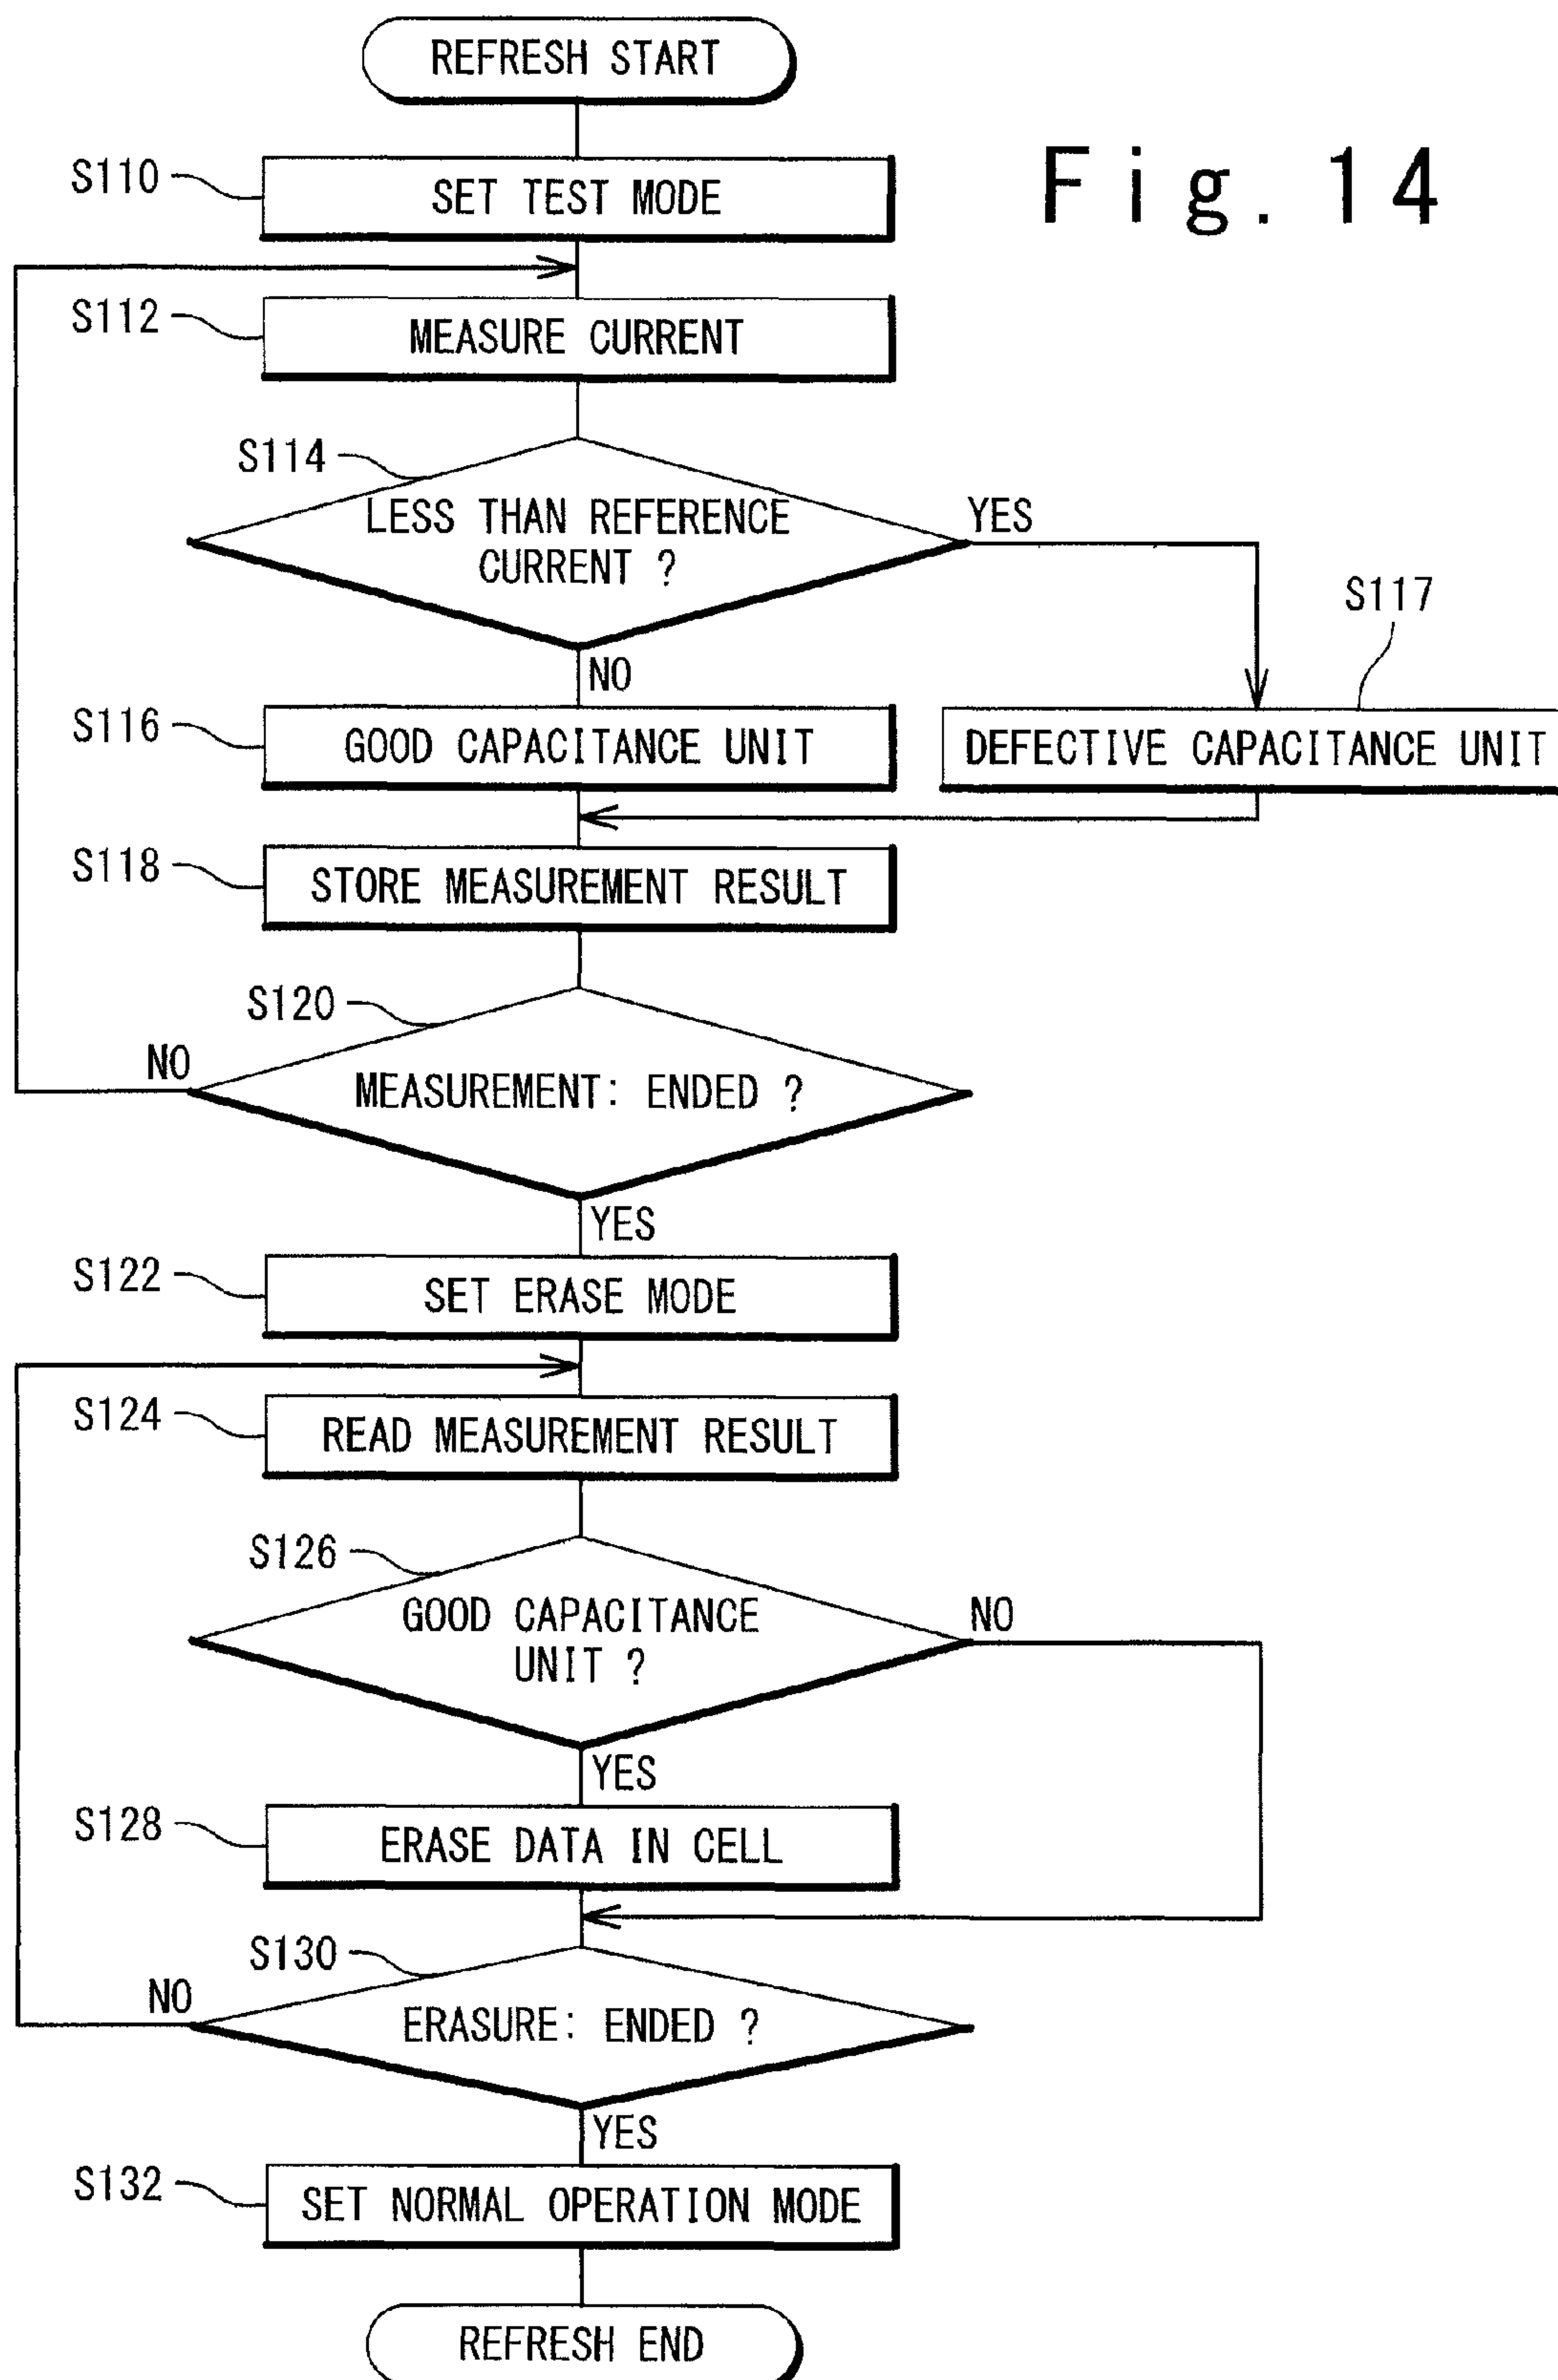 REFRESH START
Fig. 14
S110
SET TEST MODE
S112
MEASURE CURRENT
S114
LESS THAN REFERENCE
CURRENT ?
YES
S117
NO
S116
GOOD CAPACITANCE UNIT
DEFECTIVE CAPACITANCE UNIT
S118
STORE MEASUREMENT RESULT
S120
NO
MEASUREMENT: ENDED ?
YES
S122
SET ERASE MODE
S124
READ MEASUREMENT RESULT
S126
GOOD CAPACITANCE
UNIT ?
NO
YES
S128
ERASE DATA IN CELL
S130
NO
ERASURE: ENDED ?
YES
S132
SET NORMAL OPERATION MODE
REFRESH END